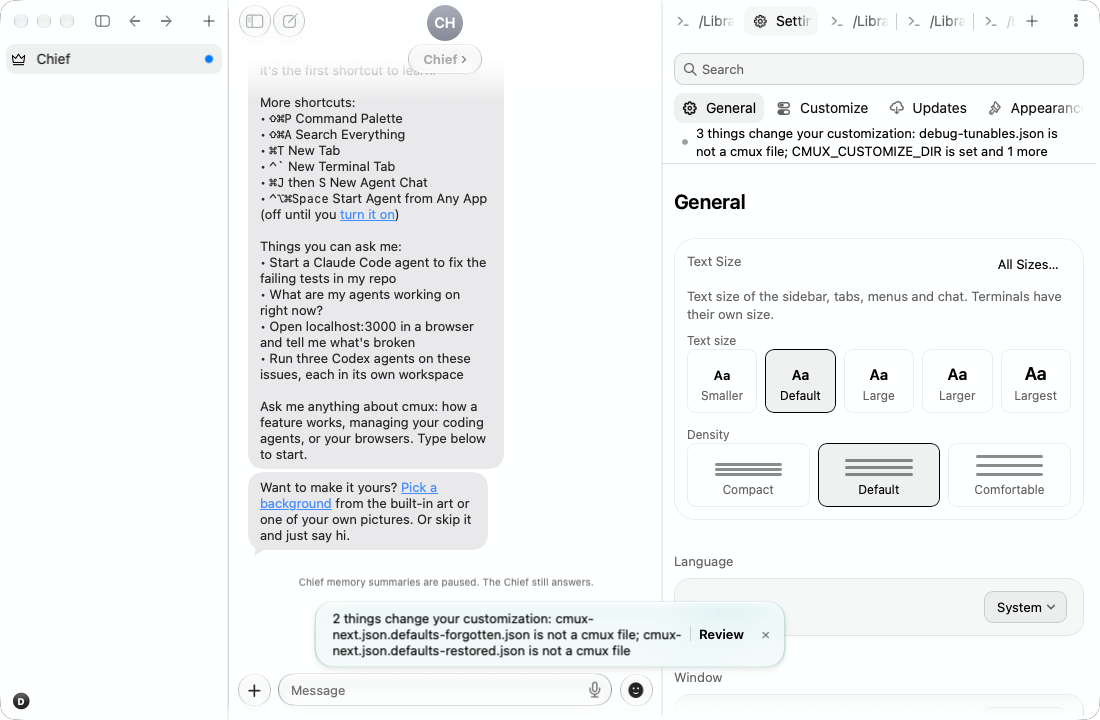 Chief
CH
Chief
it's the first shortcut to learn.
More shortcuts:
• ⇧⌘P Command Palette
• ⇧⌘A Search Everything
• ⌘T New Tab
• ^` New Terminal Tab
• ⌘J then S New Agent Chat
• ^⌥⌘Space Start Agent from Any App
(off until you turn it on)
Things you can ask me:
• Start a Claude Code agent to fix the
failing tests in my repo
• What are my agents working on
right now?
• Open localhost:3000 in a browser
and tell me what's broken
• Run three Codex agents on these
issues, each in its own workspace
Ask me anything about cmux: how a
feature works, managing your coding
agents, or your browsers. Type below
to start.
Want to make it yours? Pick a
background from the built-in art or
one of your own pictures. Or skip it
and just say hi.
Chief memory summaries are paused. The Chief still answers.
2 things change your customization: cmux-
next.json.defaults-forgotten.json is not a cmux file; cmux-
next.json.defaults-restored.json is not a cmux file
Review
Message
D
/Libra
Settin
/Libra
/Libra
Search
General Customize Updates Appearanc
3 things change your customization: debug-tunables.json is
not a cmux file; CMUX_CUSTOMIZE_DIR is set and 1 more
General
Text Size
All Sizes...
Text size of the sidebar, tabs, menus and chat. Terminals have
their own size.
Text size
Aa Aa Aa Aa Aa
Smaller Default Large Larger Largest
Density
Compact Default Comfortable
Language
System
Window